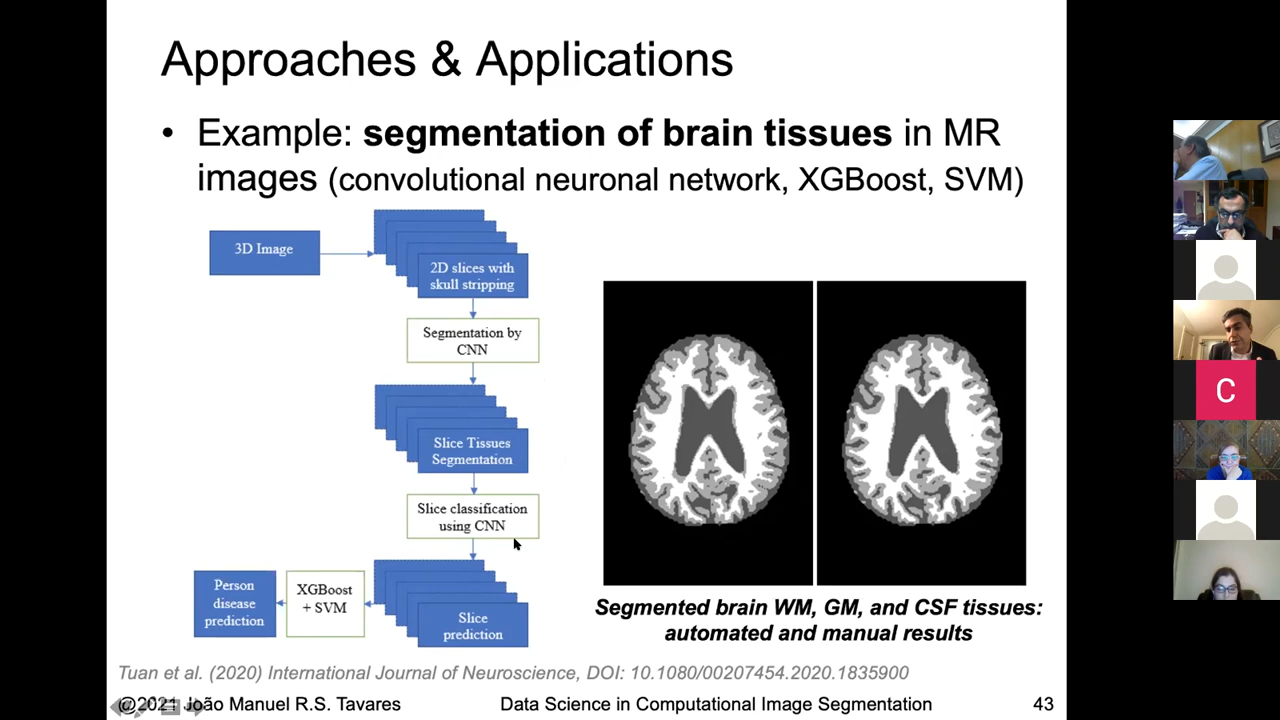 Approaches & Applications
• Example: segmentation of brain tissues in MR
images (convolutional neuronal network, XGBoost, SVM)
3D Image
2D slices with
skull stripping
Segmentation by
CNN
Slice Tissues
Segmentation
Slice classification
using CNN
Person
disease
prediction
XGBoost
+ SVM
Slice
prediction
Segmented brain WM, GM, and CSF tissues:
automated and manual results
Tuan et al. (2020) International Journal of Neuroscience, DOI: 10.1080/00207454.2020.1835900
©2021 João Manuel R.S. Tavares
Data Science in Computational Image Segmentation
43
C